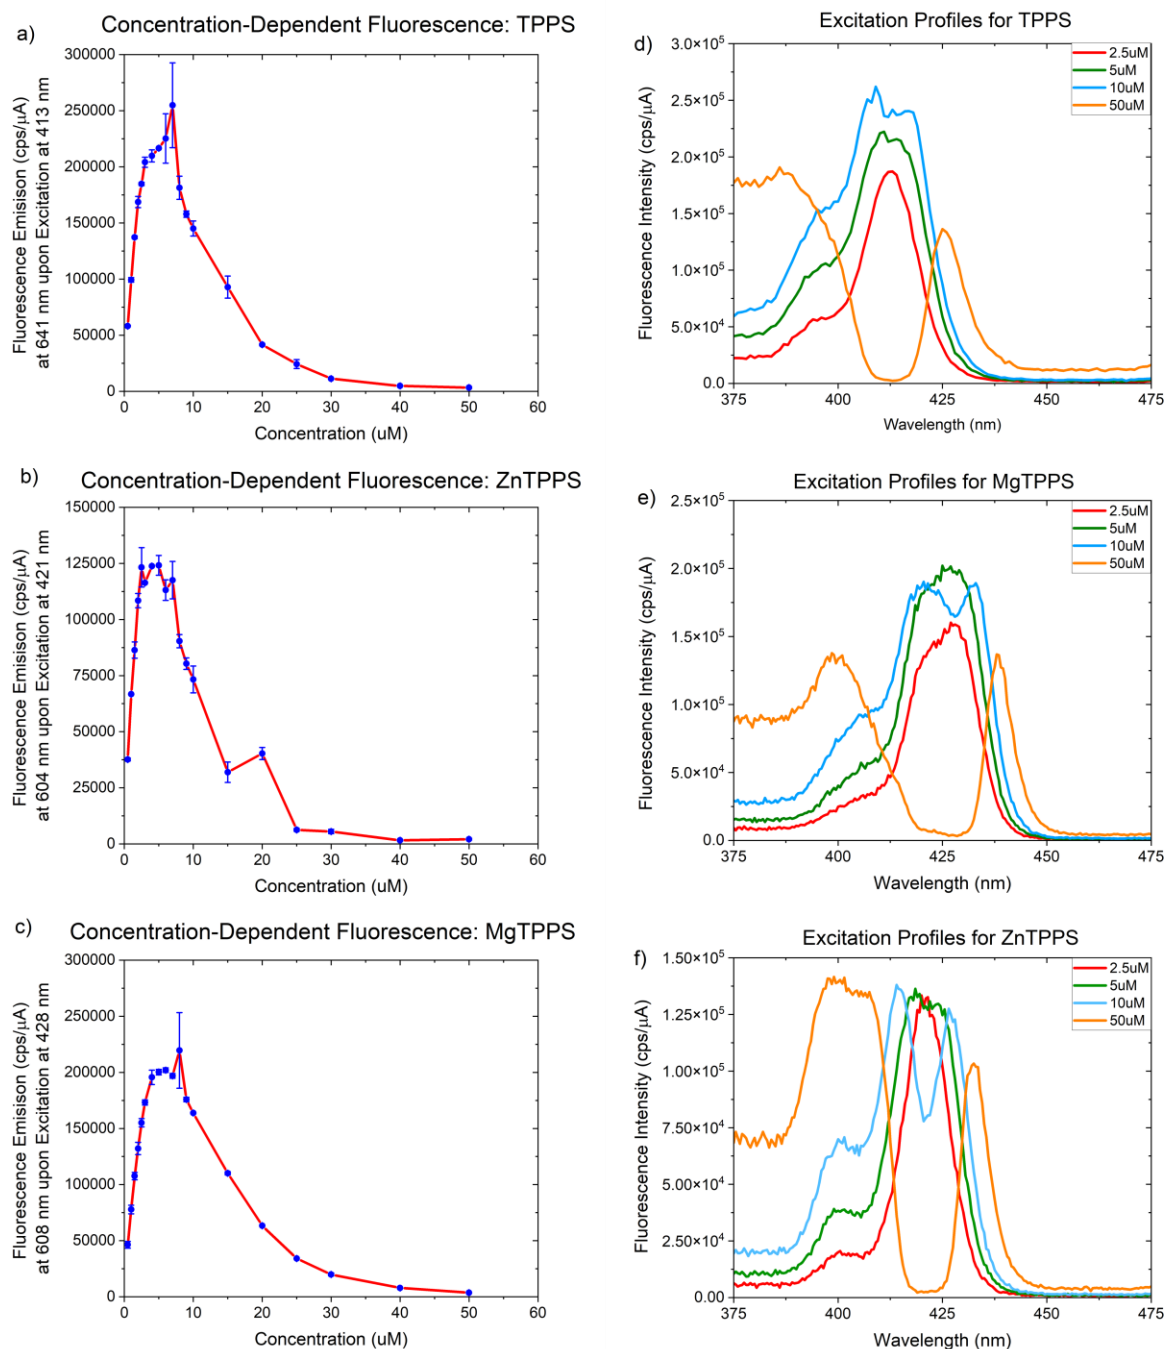 a)
Concentration-Dependent Fluorescence: TPPS
Fluorescence Emisison (cps/μA)
at 641 nm upon Excitation at 413 nm
300000
250000
200000
150000
100000
50000
0
0 10 20 30 40 50 60
Concentration (uM)
d)
Excitation Profiles for TPPS
Fluorescence Intensity (cps/μA)
3.0×10⁵
2.5×10⁵
2.0×10⁵
1.5×10⁵
1.0×10⁵
5.0×10⁴
0.0
2.5uM
5uM
10uM
50uM
375 400 425 450 475
Wavelength (nm)
b)
Concentration-Dependent Fluorescence: ZnTPPS
Fluorescence Emisison (cps/μA)
at 604 nm upon Excitation at 421 nm
150000
125000
100000
75000
50000
25000
0
0 10 20 30 40 50 60
Concentration (uM)
e)
Excitation Profiles for MgTPPS
Fluorescence Intensity (cps/μA)
2.5×10⁵
2.0×10⁵
1.5×10⁵
1.0×10⁵
5.0×10⁴
0.0
2.5uM
5uM
10uM
50uM
375 400 425 450 475
Wavelength (nm)
c)
Concentration-Dependent Fluorescence: MgTPPS
Fluorescence Emisison (cps/μA)
at 608 nm upon Excitation at 428 nm
300000
250000
200000
150000
100000
50000
0
0 10 20 30 40 50 60
Concentration (uM)
f)
Excitation Profiles for ZnTPPS
Fluorescence Intensity (cps/μA)
1.50×10⁵
1.25×10⁵
1.00×10⁵
7.50×10⁴
5.00×10⁴
2.50×10⁴
0.00
2.5uM
5uM
10uM
50uM
375 400 425 450 475
Wavelength (nm)